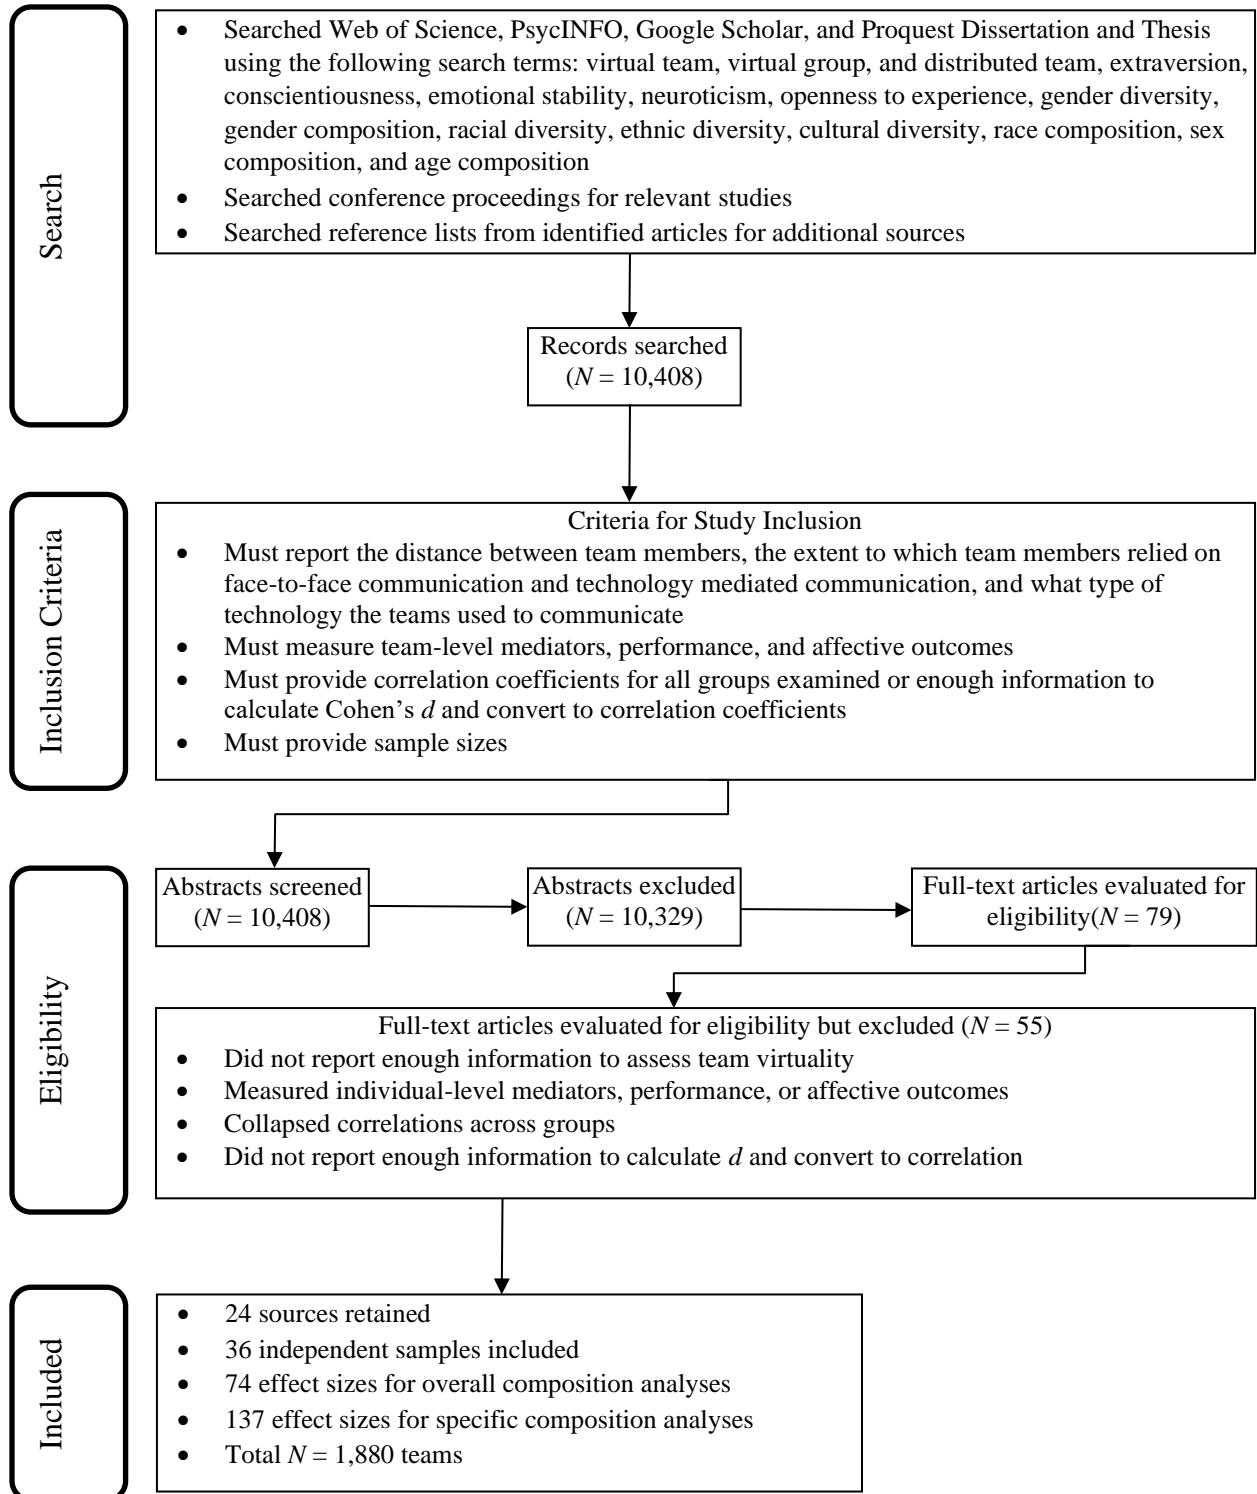 Search
• Searched Web of Science, PsycINFO, Google Scholar, and Proquest Dissertation and Thesis
using the following search terms: virtual team, virtual group, and distributed team, extraversion,
conscientiousness, emotional stability, neuroticism, openness to experience, gender diversity,
gender composition, racial diversity, ethnic diversity, cultural diversity, race composition, sex
composition, and age composition
• Searched conference proceedings for relevant studies
• Searched reference lists from identified articles for additional sources
Records searched
(N = 10,408)
Inclusion Criteria
Criteria for Study Inclusion
• Must report the distance between team members, the extent to which team members relied on
face-to-face communication and technology mediated communication, and what type of
technology the teams used to communicate
• Must measure team-level mediators, performance, and affective outcomes
• Must provide correlation coefficients for all groups examined or enough information to
calculate Cohen’s d and convert to correlation coefficients
• Must provide sample sizes
Eligibility
Abstracts screened
(N = 10,408)
Abstracts excluded
(N = 10,329)
Full-text articles evaluated for
eligibility(N = 79)
Full-text articles evaluated for eligibility but excluded (N = 55)
• Did not report enough information to assess team virtuality
• Measured individual-level mediators, performance, or affective outcomes
• Collapsed correlations across groups
• Did not report enough information to calculate d and convert to correlation
Included
• 24 sources retained
• 36 independent samples included
• 74 effect sizes for overall composition analyses
• 137 effect sizes for specific composition analyses
• Total N = 1,880 teams